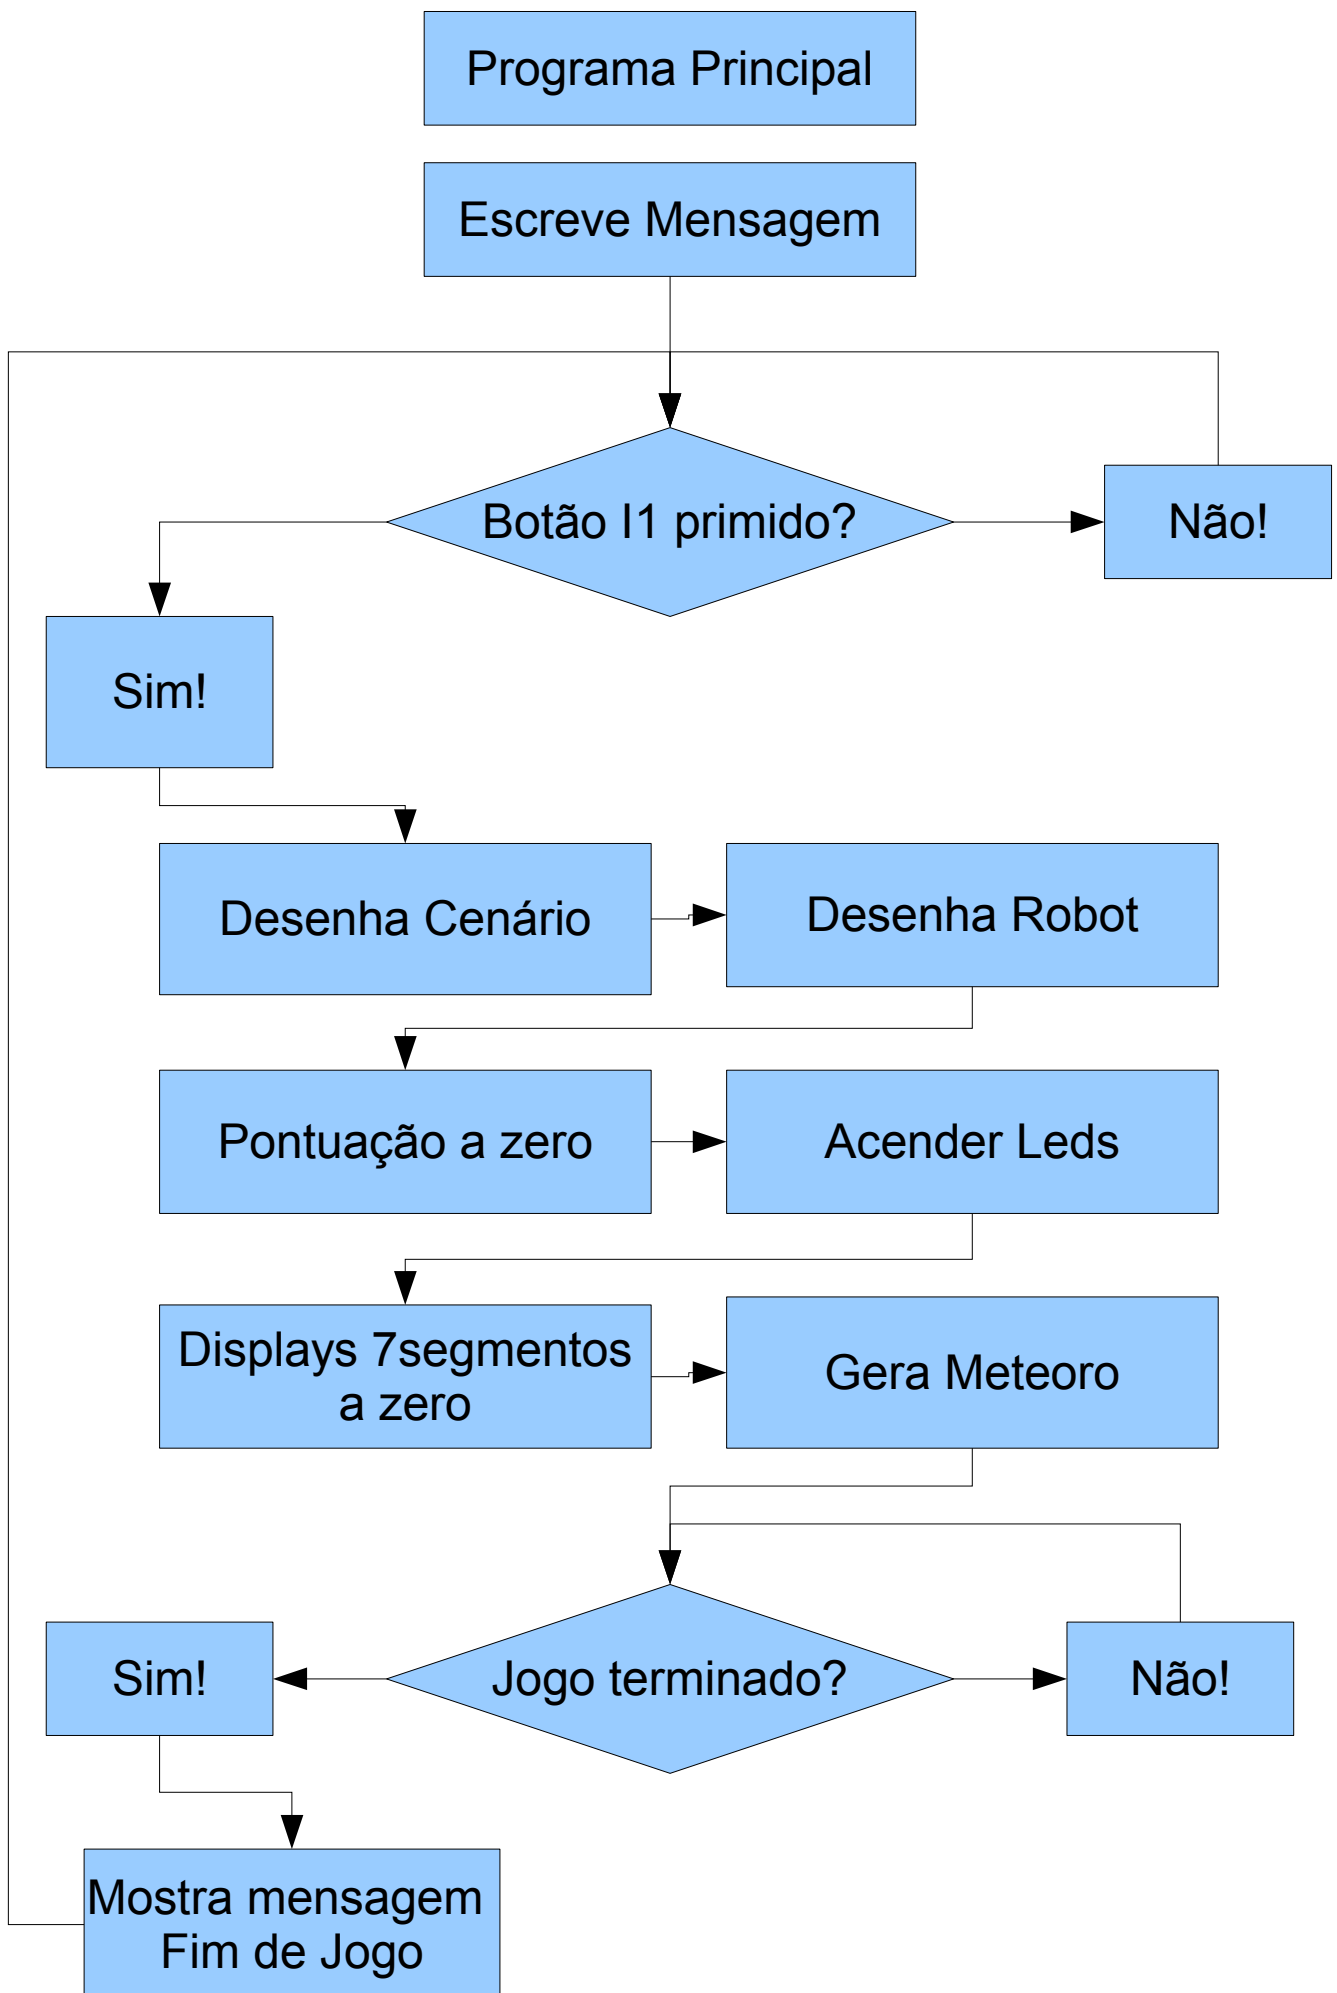 Programa Principal
Escreve Mensagem
Botão I1 primido?
Não!
Sim!
Desenha Cenário
Desenha Robot
Pontuação a zero
Acender Leds
Displays 7segmentos
a zero
Gera Meteoro
Sim!
Jogo terminado?
Não!
Mostra mensagem
Fim de Jogo